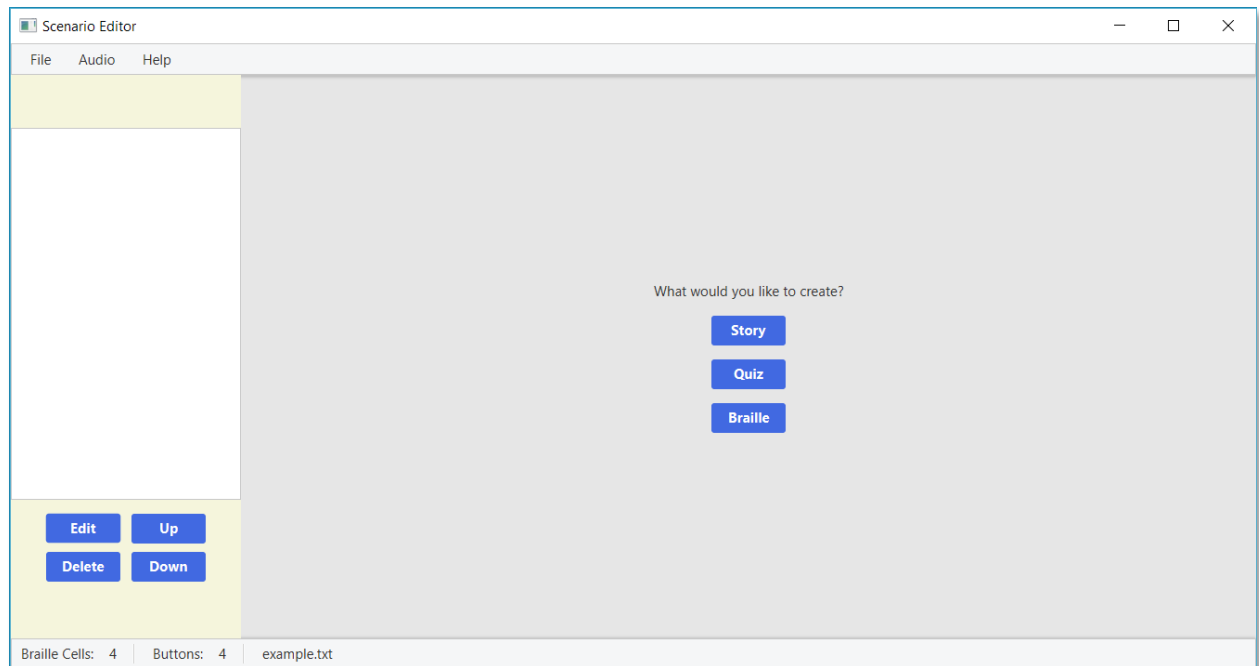 Scenario Editor
File Audio Help
What would you like to create?
Story
Quiz
Braille
Edit Up
Delete Down
Braille Cells: 4 Buttons: 4 example.txt